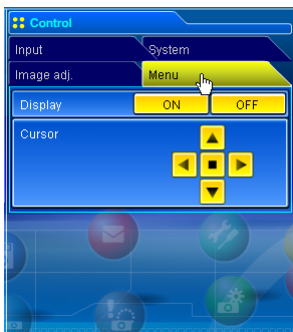 Control
Input System
Image adj. Menu
Display ON OFF
Cursor